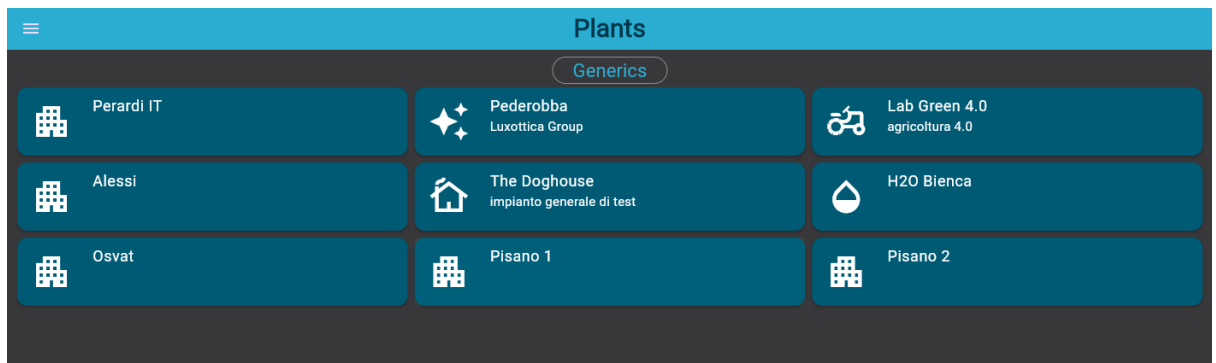 Plants
Generics
Perardi IT
Pederobba
Luxottica Group
Lab Green 4.0
agricoltura 4.0
Alessi
The Doghouse
impianto generale di test
H2O Bienca
Osvat
Pisano 1
Pisano 2